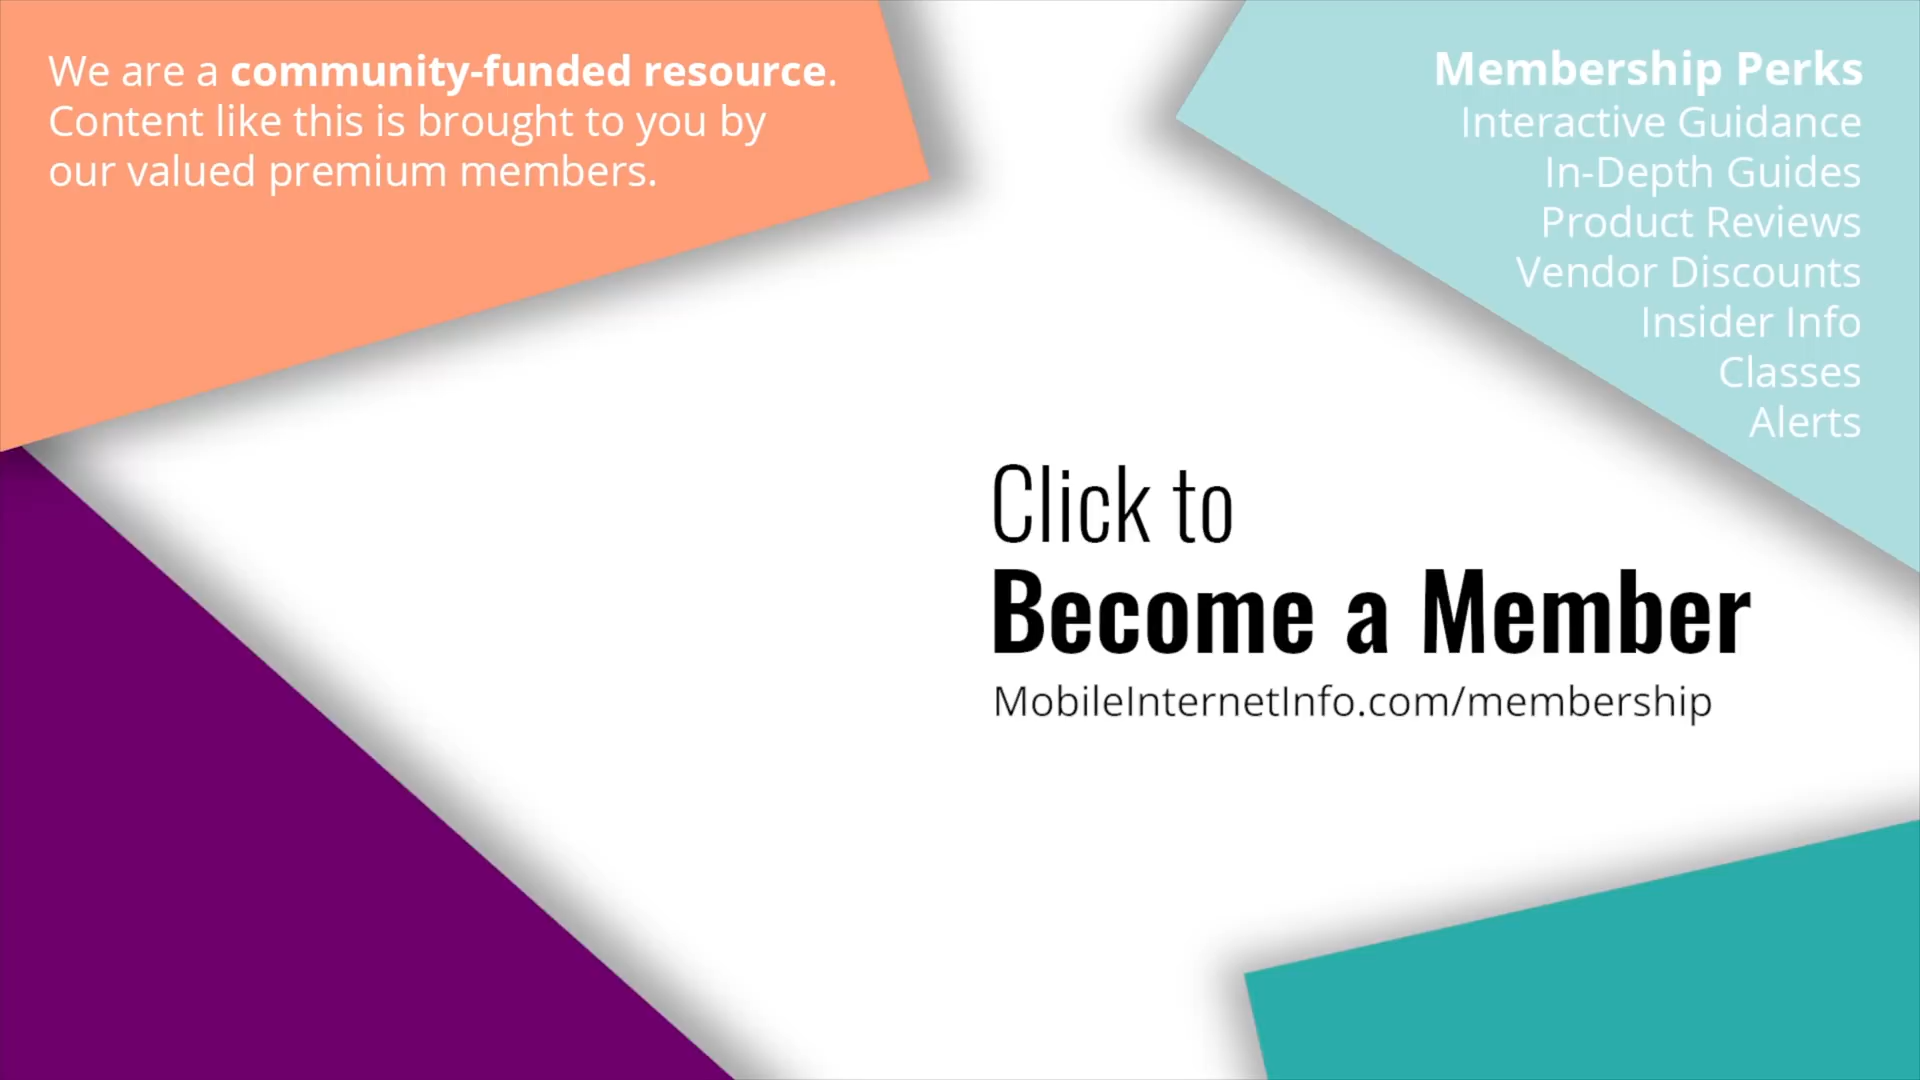 We are a community-funded resource.
Content like this is brought to you by
our valued premium members.
Membership Perks
Interactive Guidance
In-Depth Guides
Product Reviews
Vendor Discounts
Insider Info
Classes
Alerts
Click to
Become a Member
MobileInternetInfo.com/membership